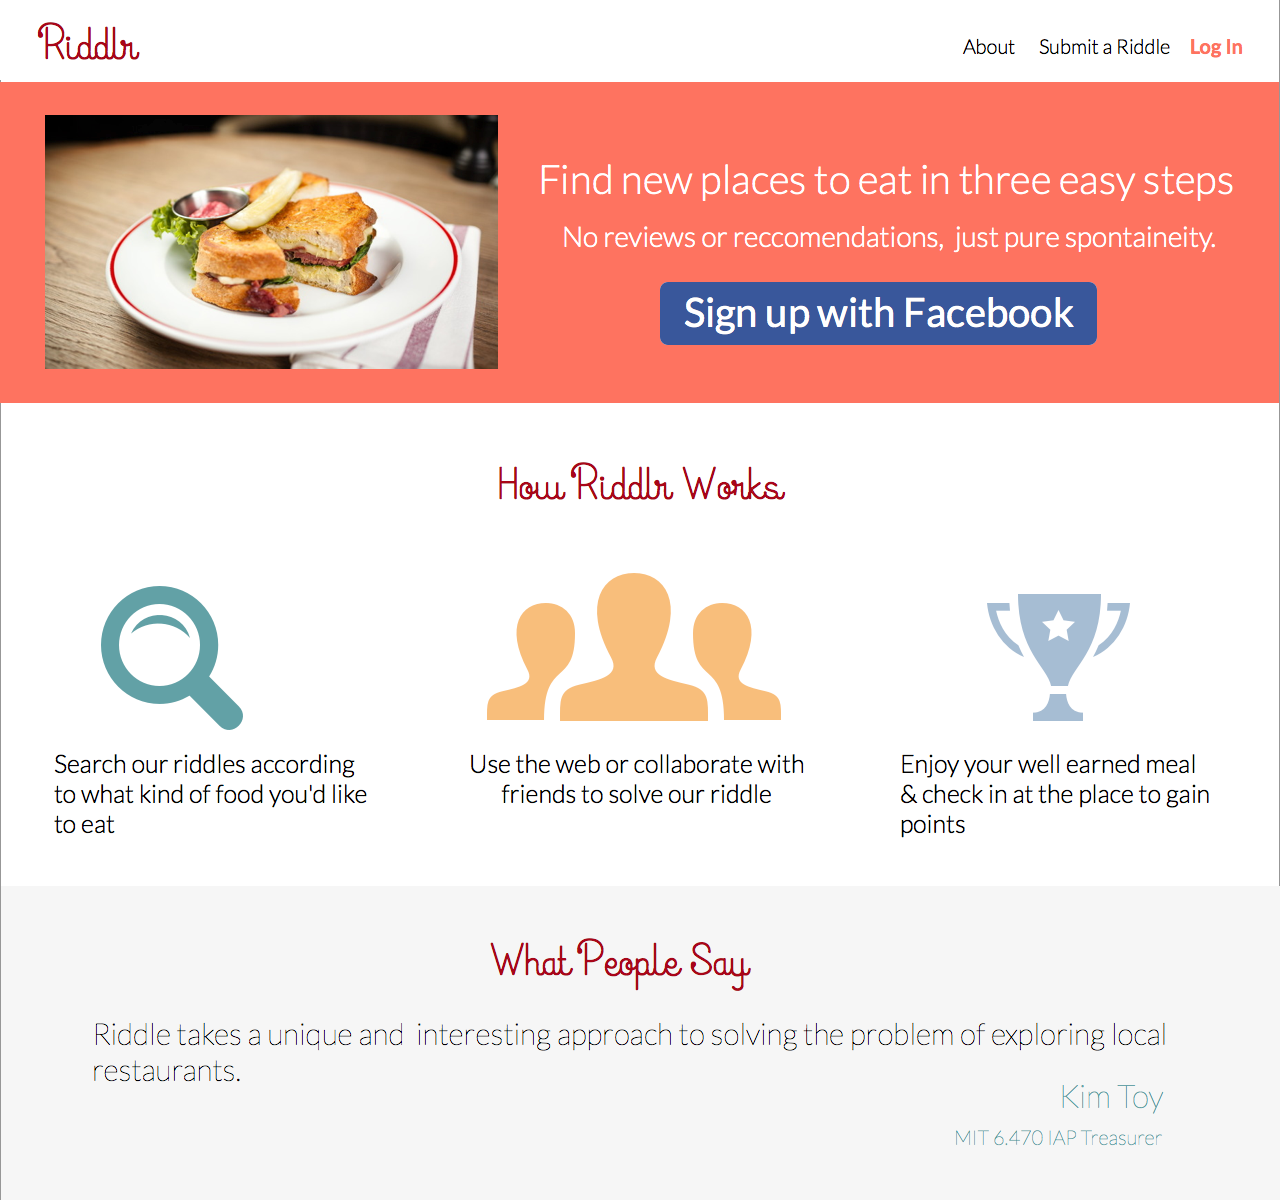 Riddlr
About Submit a Riddle Log In
Find new places to eat in three easy steps
No reviews or reccomendations, just pure spontaineity.
Sign up with Facebook
How Riddlr Works
Search our riddles according
to what kind of food you'd like
to eat
Use the web or collaborate with
friends to solve our riddle
Enjoy your well earned meal
& check in at the place to gain
points
What People Say
Riddle takes a unique and interesting approach to solving the problem of exploring local
restaurants.
Kim Toy
MIT 6.470 IAP Treasurer